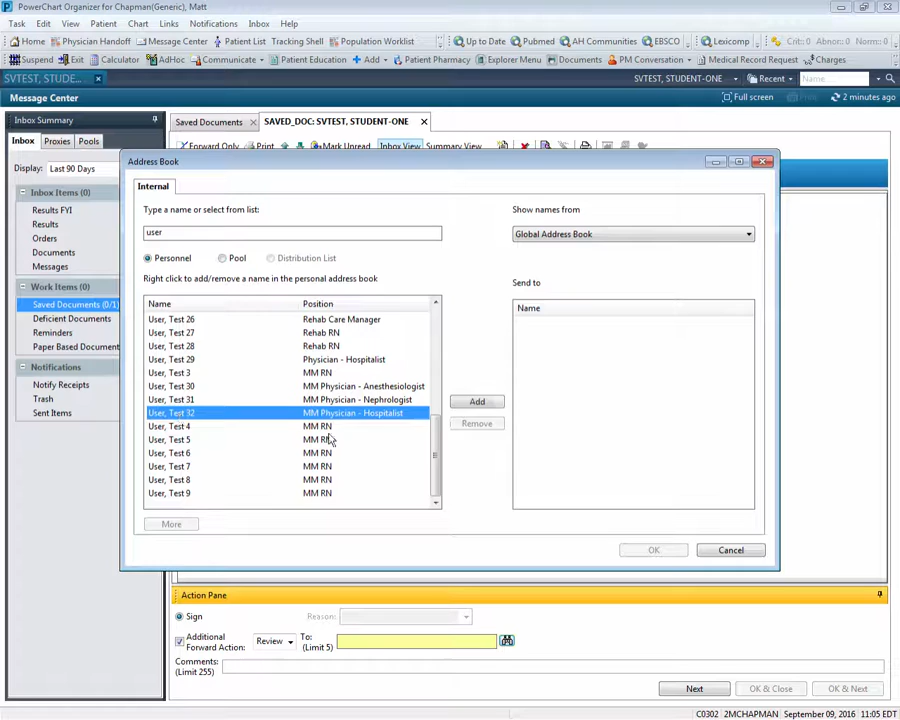 PowerChart Organizer for Chapman(Generic), Matt
Task Edit View Patient Chart Links Notifications Inbox Help
Home Physician Handoff Message Center Patient List Tracking Shell Population Worklist Up to Date Pubmed AH Communities EBSCO Lexicomp Crit: 0 Abnor: 0 Norm: 0
Suspend Exit Calculator AdHoc Communicate Patient Education Add Patient Pharmacy Explorer Menu Documents PM Conversation Medical Record Request Charges
SVTEST, STUDE... SVTEST, STUDENT-ONE Recent Name...
Message Center Full screen Print 2 minutes ago
Inbox Summary
Saved Documents SAVED_DOC: SVTEST, STUDENT-ONE
Inbox Proxies Pools
Forward Only Print Mark Unread Inbox View Summary View
Display: Last 90 Days
Inbox Items (0)
Results FYI
Results
Orders
Documents
Messages
Work Items (0)
Saved Documents (0/1)
Deficient Documents
Reminders
Paper Based Document
Notifications
Notify Receipts
Trash
Sent Items
Address Book
Internal
Type a name or select from list:
user
Personnel Pool Distribution List
Right click to add/remove a name in the personal address book
Name Position
User, Test 26 Rehab Care Manager
User, Test 27 Rehab RN
User, Test 28 Rehab RN
User, Test 29 Physician - Hospitalist
User, Test 3 MM RN
User, Test 30 MM Physician - Anesthesiologist
User, Test 31 MM Physician - Nephrologist
User, Test 32 MM Physician - Hospitalist
User, Test 4 MM RN
User, Test 5 MM RN
User, Test 6 MM RN
User, Test 7 MM RN
User, Test 8 MM RN
User, Test 9 MM RN
More
Add
Remove
Show names from
Global Address Book
Send to
Name
OK Cancel
Action Pane
Sign Reason:
Additional Forward Action: Review To: (Limit 5)
Comments: (Limit 255)
Next OK & Close OK & Next
C0302 2MCHAPMAN September 09, 2016 11:05 EDT